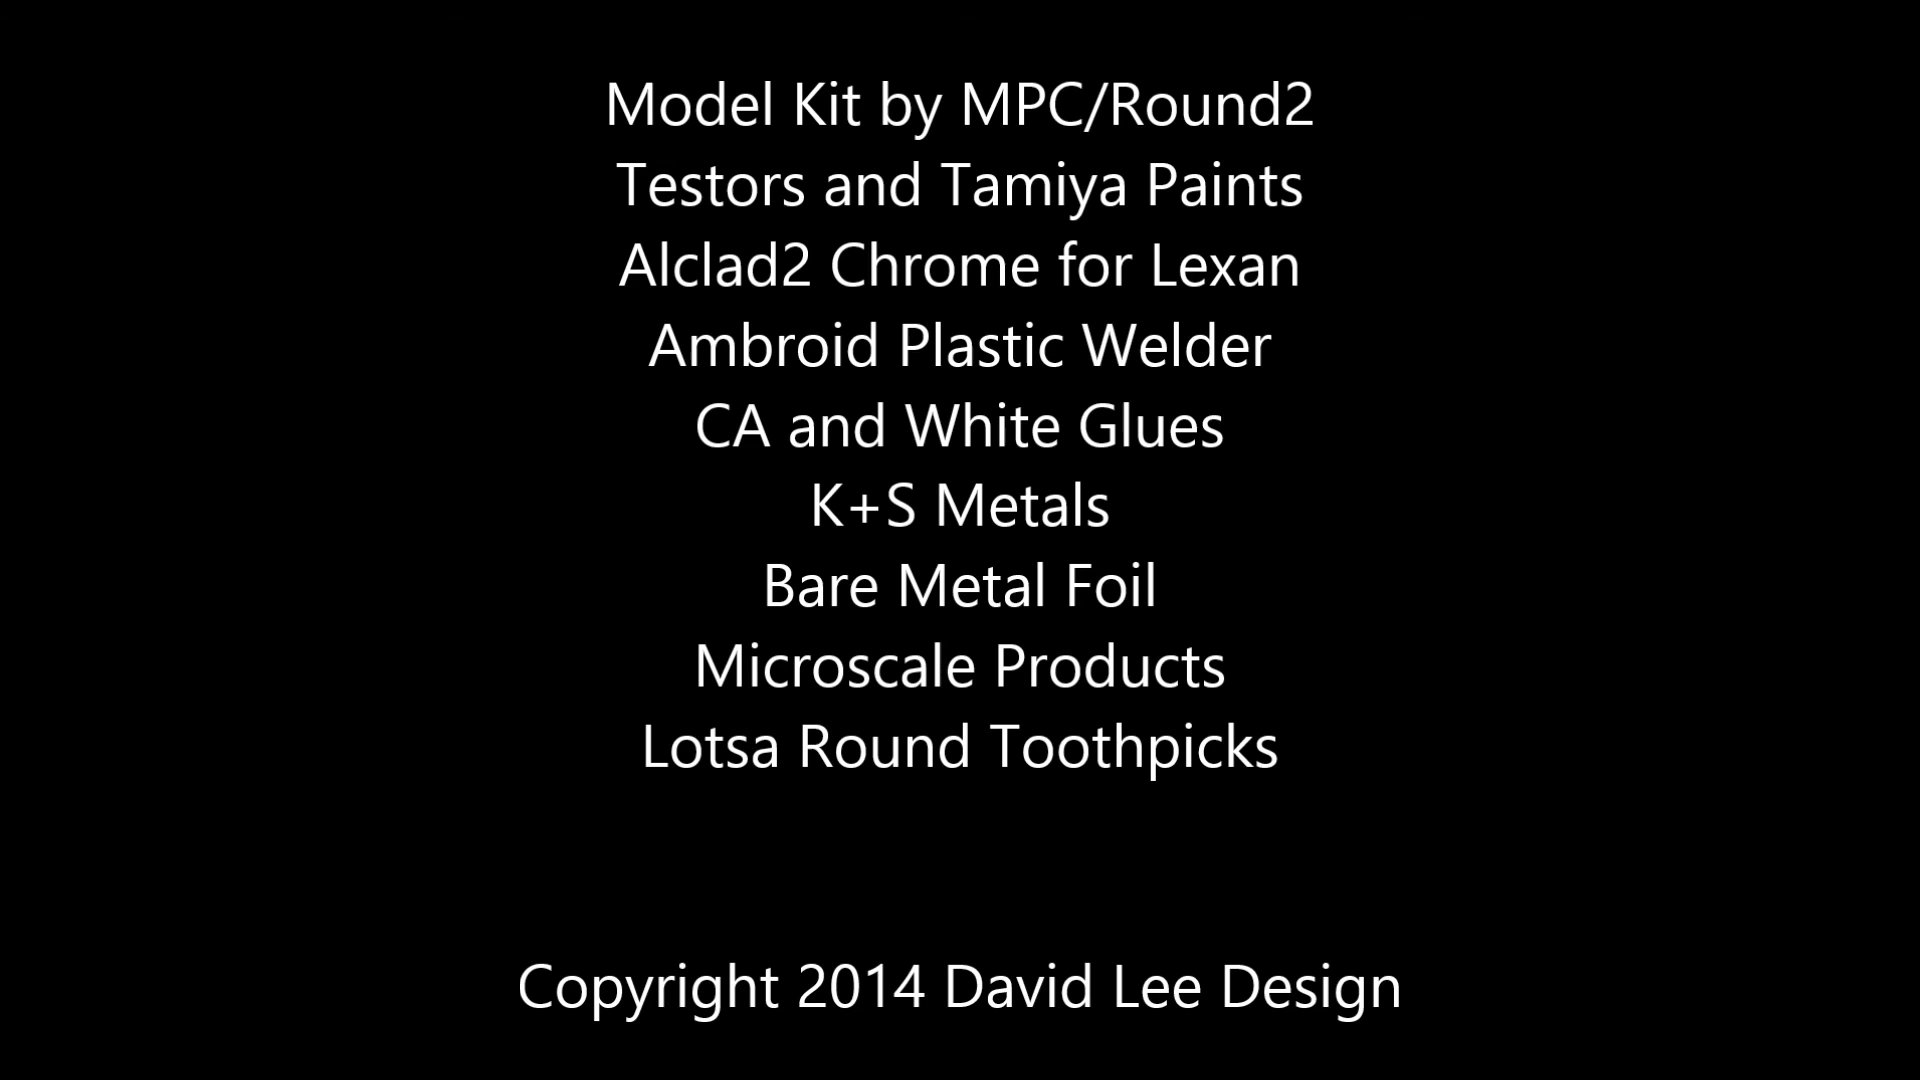 Model Kit by MPC/Round2
Testors and Tamiya Paints
Alclad2 Chrome for Lexan
Ambroid Plastic Welder
CA and White Glues
K+S Metals
Bare Metal Foil
Microscale Products
Lotsa Round Toothpicks
Copyright 2014 David Lee Design